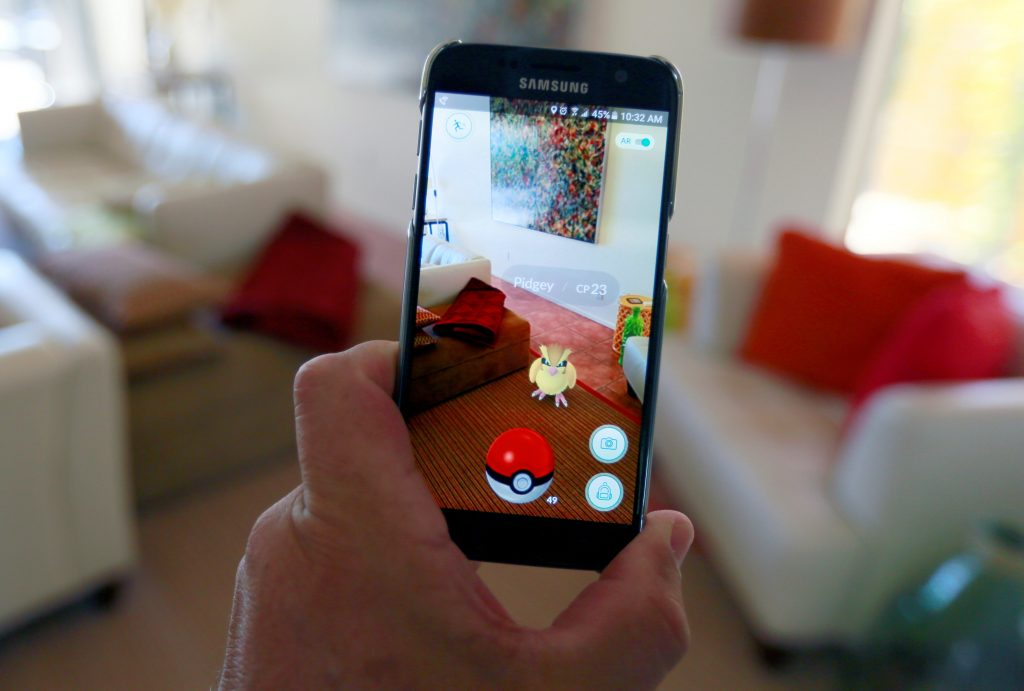 SAMSUNG
45% 10:32 AM
AR
Pidgey / CP23
49